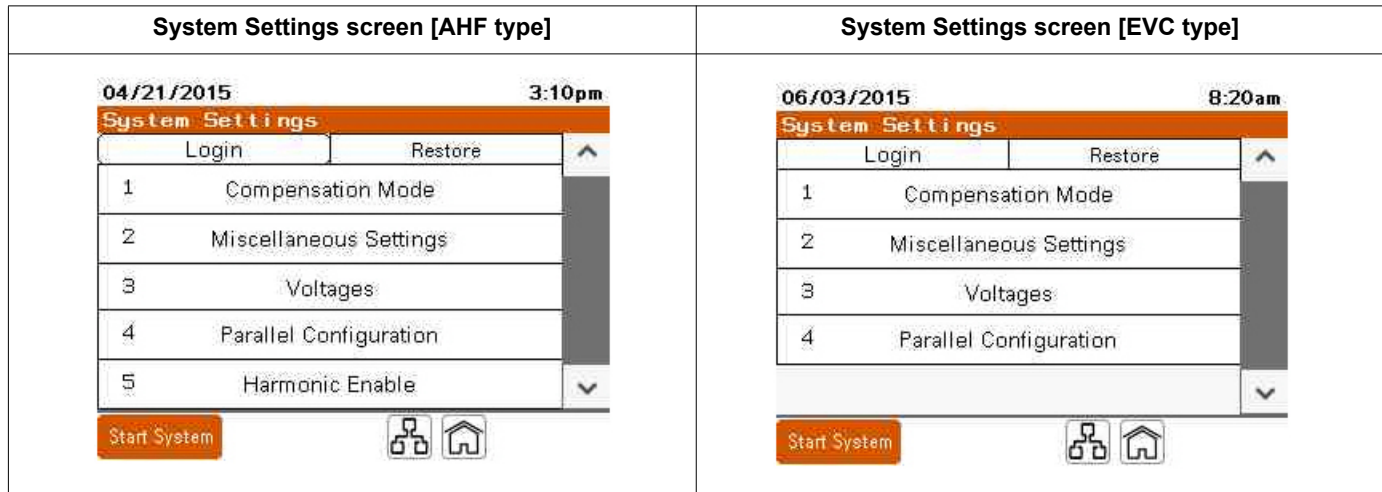 System Settings screen [AHF type]
System Settings screen [EVC type]
04/21/2015 3:10pm
System Settings
Login Restore
1 Compensation Mode
2 Miscellaneous Settings
3 Voltages
4 Parallel Configuration
5 Harmonic Enable
Start System
06/03/2015 8:20am
System Settings
Login Restore
1 Compensation Mode
2 Miscellaneous Settings
3 Voltages
4 Parallel Configuration
Start System